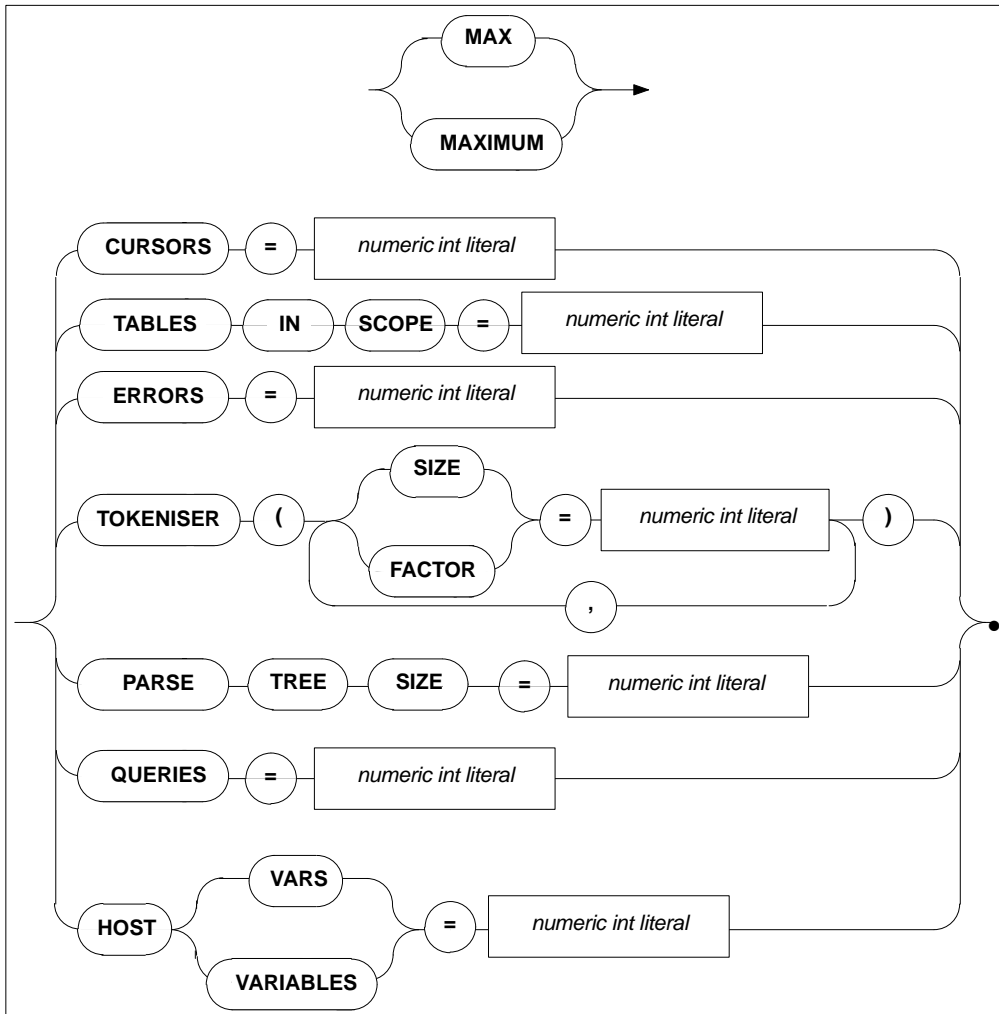 MAX
MAXIMUM
CURSORS = numeric int literal
TABLES IN SCOPE = numeric int literal
ERRORS = numeric int literal
SIZE
TOKENISER ( = numeric int literal )
FACTOR
,
PARSE TREE SIZE = numeric int literal
QUERIES = numeric int literal
VARS
HOST = numeric int literal
VARIABLES